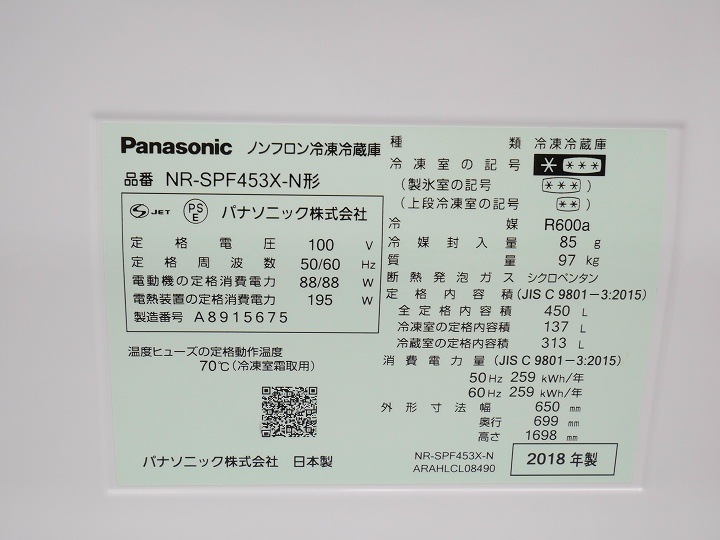 Panasonic ノンフロン冷凍冷蔵庫
品番 NR-SPF453X-N形
JET PS E パナソニック株式会社
定格電圧 100 V
定格周波数 50/60 Hz
電動機の定格消費電力 88/88 W
電熱装置の定格消費電力 195 W
製造番号 A8915675
温度ヒューズの定格動作温度
70℃(冷凍室霜取用)
パナソニック株式会社 日本製
種類 冷凍冷蔵庫
冷凍室の記号 * ***
(製氷室の記号 ***)
(上段冷凍室の記号 **)
冷媒 R600a
冷媒封入量 85 g
質量 97 kg
断熱発泡ガス シクロペンタン
定格内容積(JIS C 9801-3:2015)
全定格内容積 450 L
冷凍室の定格内容積 137 L
冷蔵室の定格内容積 313 L
消費電力量(JIS C 9801-3:2015)
50Hz 259 kWh/年
60Hz 259 kWh/年
外形寸法 幅 650 mm
奥行 699 mm
高さ 1698 mm
NR-SPF453X-N
ARAHLCL08490
2018年製